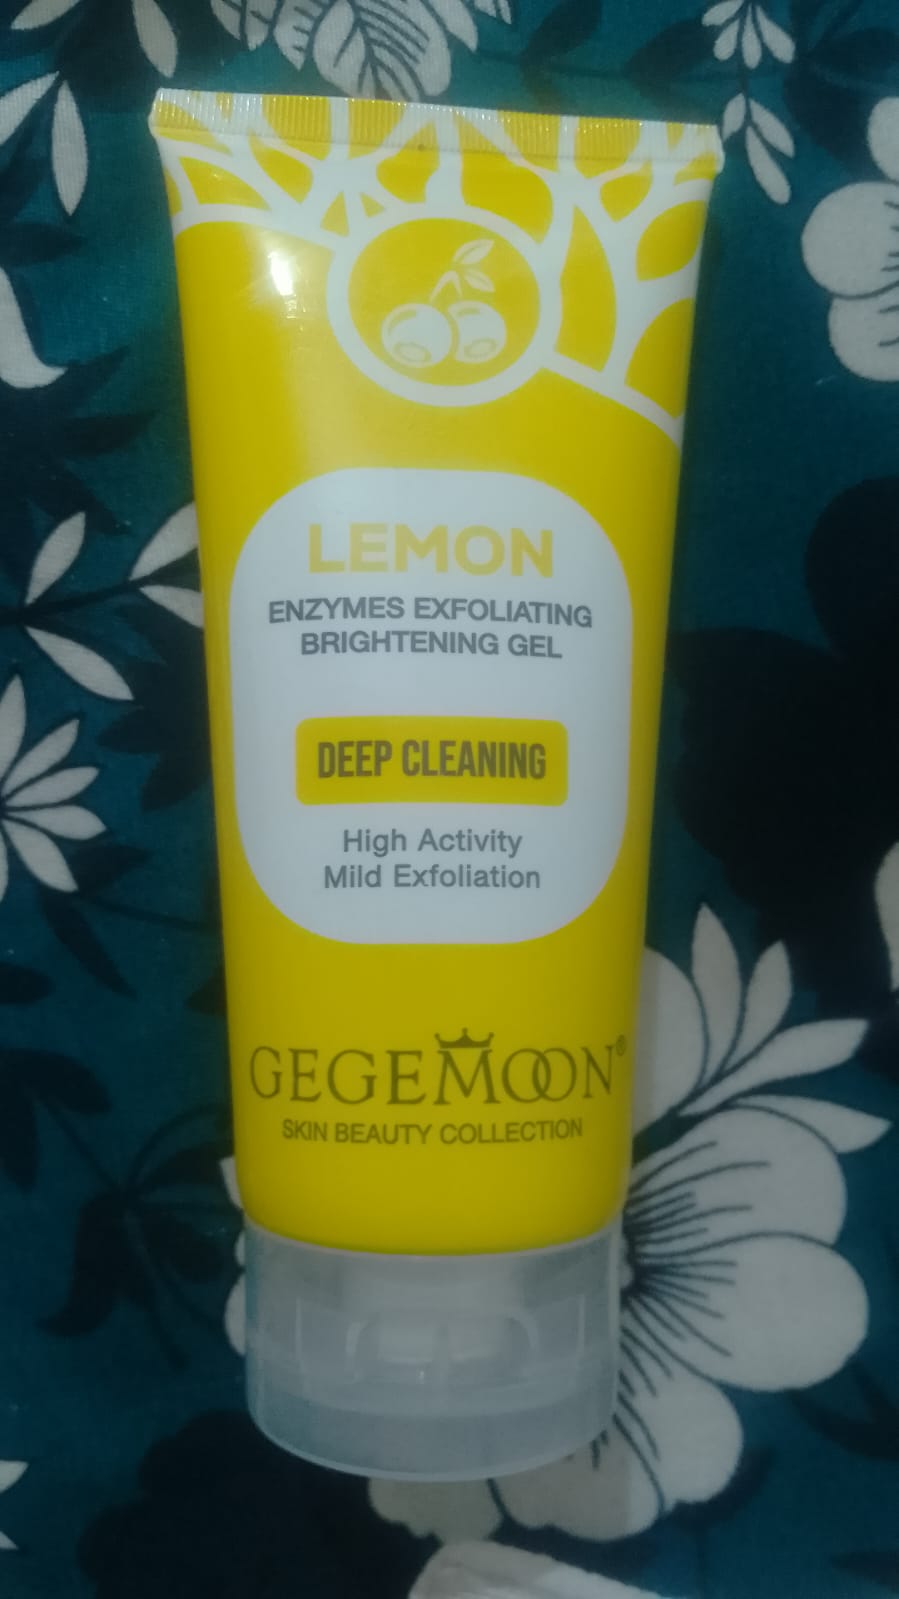 LEMON
ENZYMES EXFOLIATING
BRIGHTENING GEL
DEEP CLEANING
High Activity
Mild Exfoliation
GEGEMOON®
SKIN BEAUTY COLLECTION